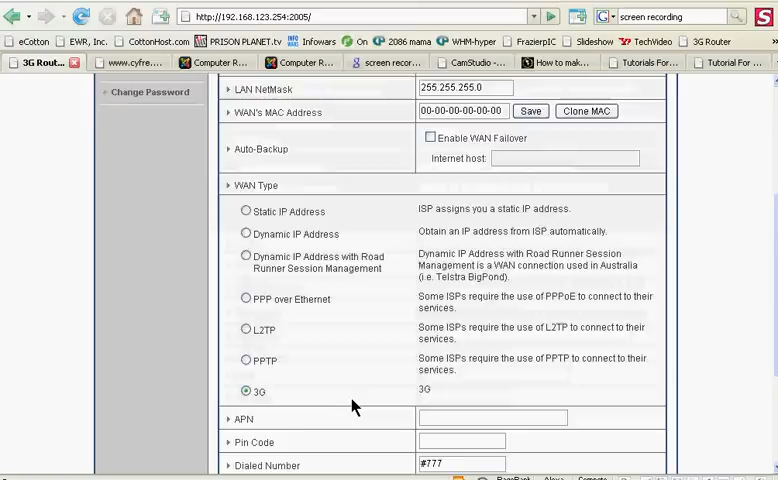 http://192.168.123.254:2005/
screen recording
eCotton EWR, Inc. CottonHost.com PRISON PLANET.tv Infowars On 2086 mama WHM-hyper FrazierpIC Slideshow TechVideo 3G Router
3G Rout... www.cyfre.... Computer R... Computer R... screen recor... CamStudio -... How to mak... Tutorials For... Tutorial For ...
Change Password
LAN NetMask 255.255.255.0
WAN's MAC Address 00-00-00-00-00-00 Save Clone MAC
Auto-Backup
Enable WAN Failover
Internet host:
WAN Type
Static IP Address ISP assigns you a static IP address.
Dynamic IP Address Obtain an IP address from ISP automatically.
Dynamic IP Address with Road
Runner Session Management
Dynamic IP Address with Road Runner Session
Management is a WAN connection used in Australia
(i.e. Telstra BigPond).
PPP over Ethernet
Some ISPs require the use of PPPoE to connect to their
services.
L2TP
Some ISPs require the use of L2TP to connect to their
services.
PPTP
Some ISPs require the use of PPTP to connect to their
services.
3G 3G
APN
Pin Code
Dialed Number #777